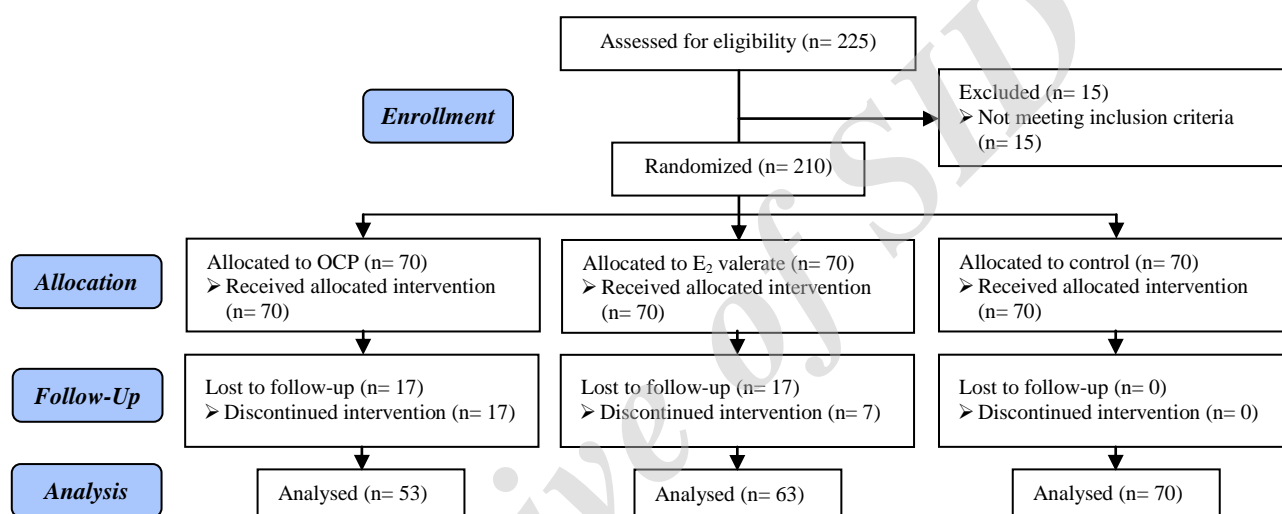 Assessed for eligibility (n= 225)
Enrollment
Excluded (n= 15)
➢ Not meeting inclusion criteria
(n= 15)
Randomized (n= 210)
Allocation
Allocated to OCP (n= 70)
➢ Received allocated intervention
(n= 70)
Allocated to E₂ valerate (n= 70)
➢ Received allocated intervention
(n= 70)
Allocated to control (n= 70)
➢ Received allocated intervention
(n= 70)
Follow-Up
Lost to follow-up (n= 17)
➢ Discontinued intervention (n= 17)
Lost to follow-up (n= 17)
➢ Discontinued intervention (n= 7)
Lost to follow-up (n= 0)
➢ Discontinued intervention (n= 0)
Analysis
Analysed (n= 53)
Analysed (n= 63)
Analysed (n= 70)
ive of SID